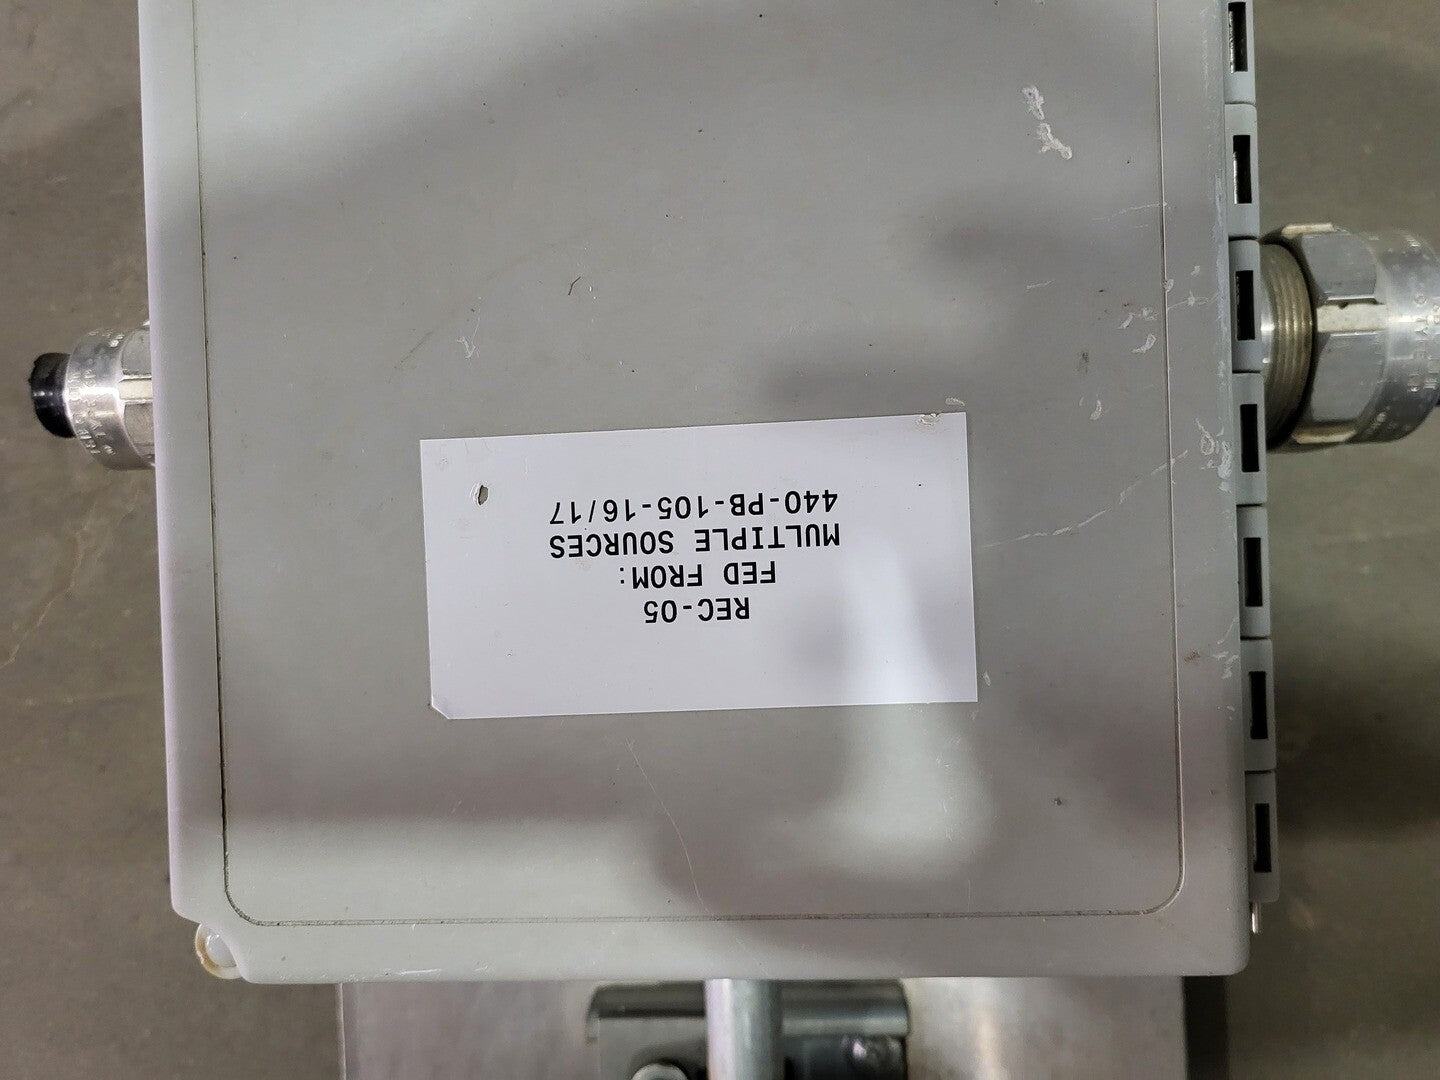 REC-05
FED FROM:
MULTIPLE SOURCES
440-PB-105-16/17